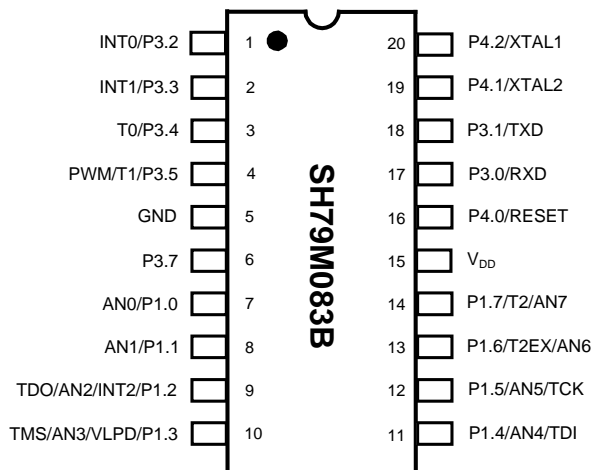 INT0/P3.2 1 20 P4.2/XTAL1
INT1/P3.3 2 19 P4.1/XTAL2
T0/P3.4 3 18 P3.1/TXD
PWM/T1/P3.5 4 17 P3.0/RXD
GND 5 16 P4.0/RESET
P3.7 6 15 VDD
AN0/P1.0 7 14 P1.7/T2/AN7
AN1/P1.1 8 13 P1.6/T2EX/AN6
TDO/AN2/INT2/P1.2 9 12 P1.5/AN5/TCK
TMS/AN3/VLPD/P1.3 10 11 P1.4/AN4/TDI
SH79M083B